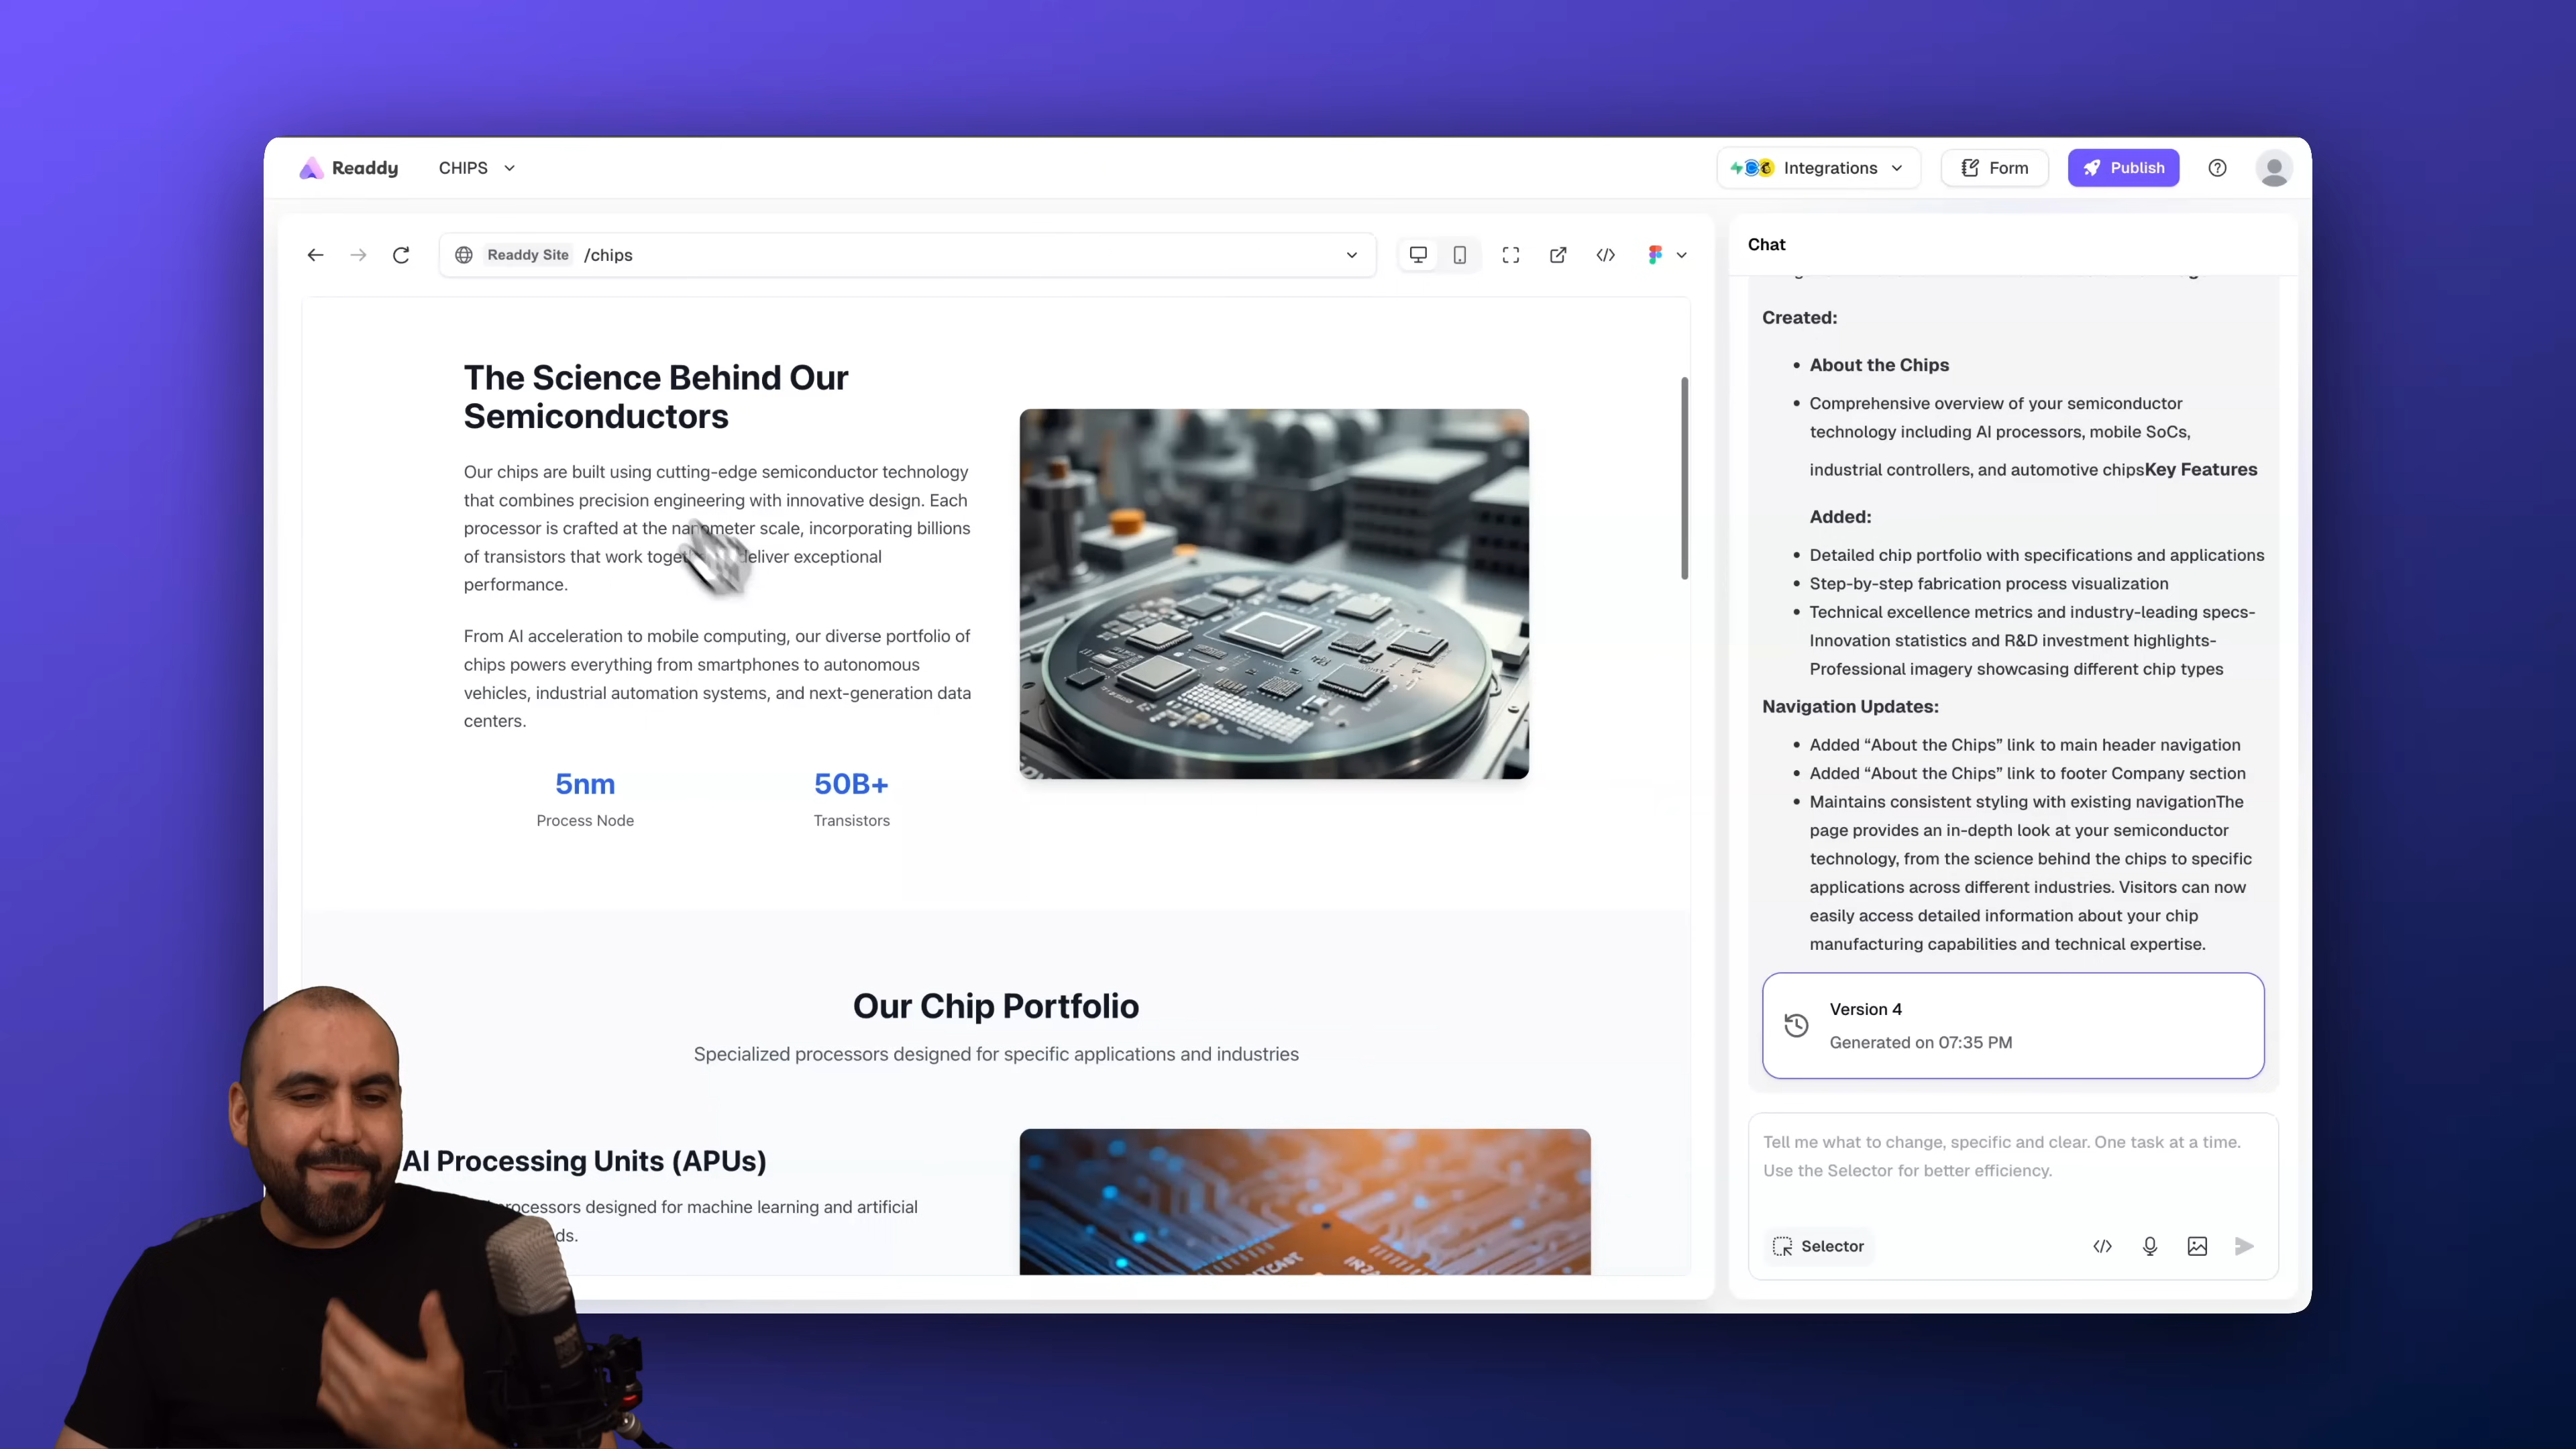 Readdy
CHIPS
Integrations
Form
Publish
Readdy Site
/chips
The Science Behind Our
Semiconductors
Our chips are built using cutting-edge semiconductor technology
that combines precision engineering with innovative design. Each
processor is crafted at the nanometer scale, incorporating billions
of transistors that work deliver exceptional
performance.
From AI acceleration to mobile computing, our diverse portfolio of
chips powers everything from smartphones to autonomous
vehicles, industrial automation systems, and next-generation data
centers.
5nm
Process Node
50B+
Transistors
Our Chip Portfolio
Specialized processors designed for specific applications and industries
AI Processing Units (APUs)
rocessors designed for machine learning and artificial
ds.
Chat
Created:
• About the Chips
• Comprehensive overview of your semiconductor
technology including AI processors, mobile SoCs,
industrial controllers, and automotive chipsKey Features
Added:
• Detailed chip portfolio with specifications and applications
• Step-by-step fabrication process visualization
• Technical excellence metrics and industry-leading specs-
Innovation statistics and R&D investment highlights-
Professional imagery showcasing different chip types
Navigation Updates:
• Added “About the Chips” link to main header navigation
• Added “About the Chips” link to footer Company section
• Maintains consistent styling with existing navigationThe
page provides an in-depth look at your semiconductor
technology, from the science behind the chips to specific
applications across different industries. Visitors can now
easily access detailed information about your chip
manufacturing capabilities and technical expertise.
Version 4
Generated on 07:35 PM
Tell me what to change, specific and clear. One task at a time.
Use the Selector for better efficiency.
Selector